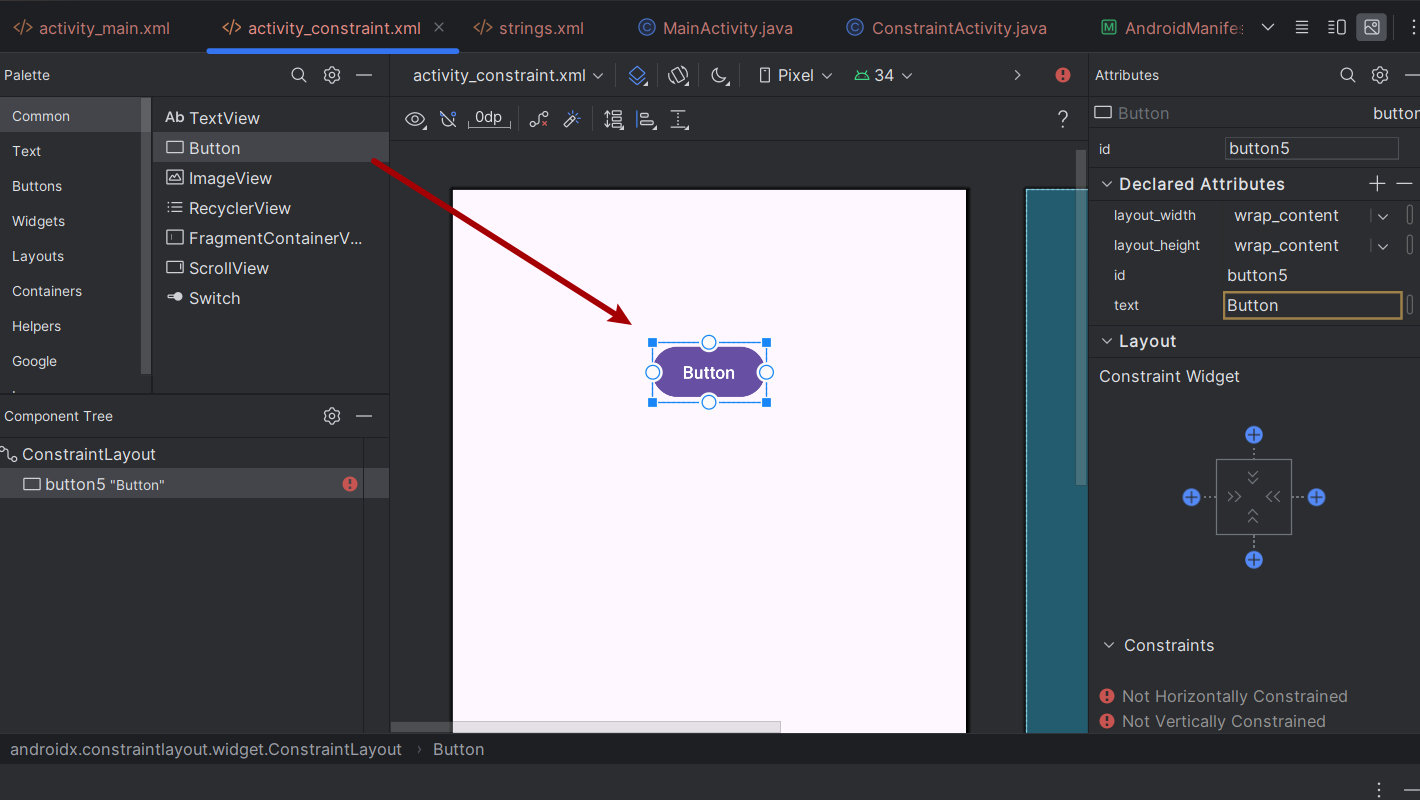 activity_main.xml
activity_constraint.xml
strings.xml
MainActivity.java
ConstraintActivity.java
AndroidManifes
Palette
activity_constraint.xml
Pixel
34
Attributes
Common
Text
Buttons
Widgets
Layouts
Containers
Helpers
Google
Ab TextView
Button
ImageView
RecyclerView
FragmentContainerV...
ScrollView
Switch
0dp
?
Button
Button
button
id button5
Declared Attributes
layout_width wrap_content
layout_height wrap_content
id button5
text Button
Layout
Constraint Widget
Constraints
Not Horizontally Constrained
Not Vertically Constrained
Component Tree
ConstraintLayout
button5 "Button"
androidx.constraintlayout.widget.ConstraintLayout › Button